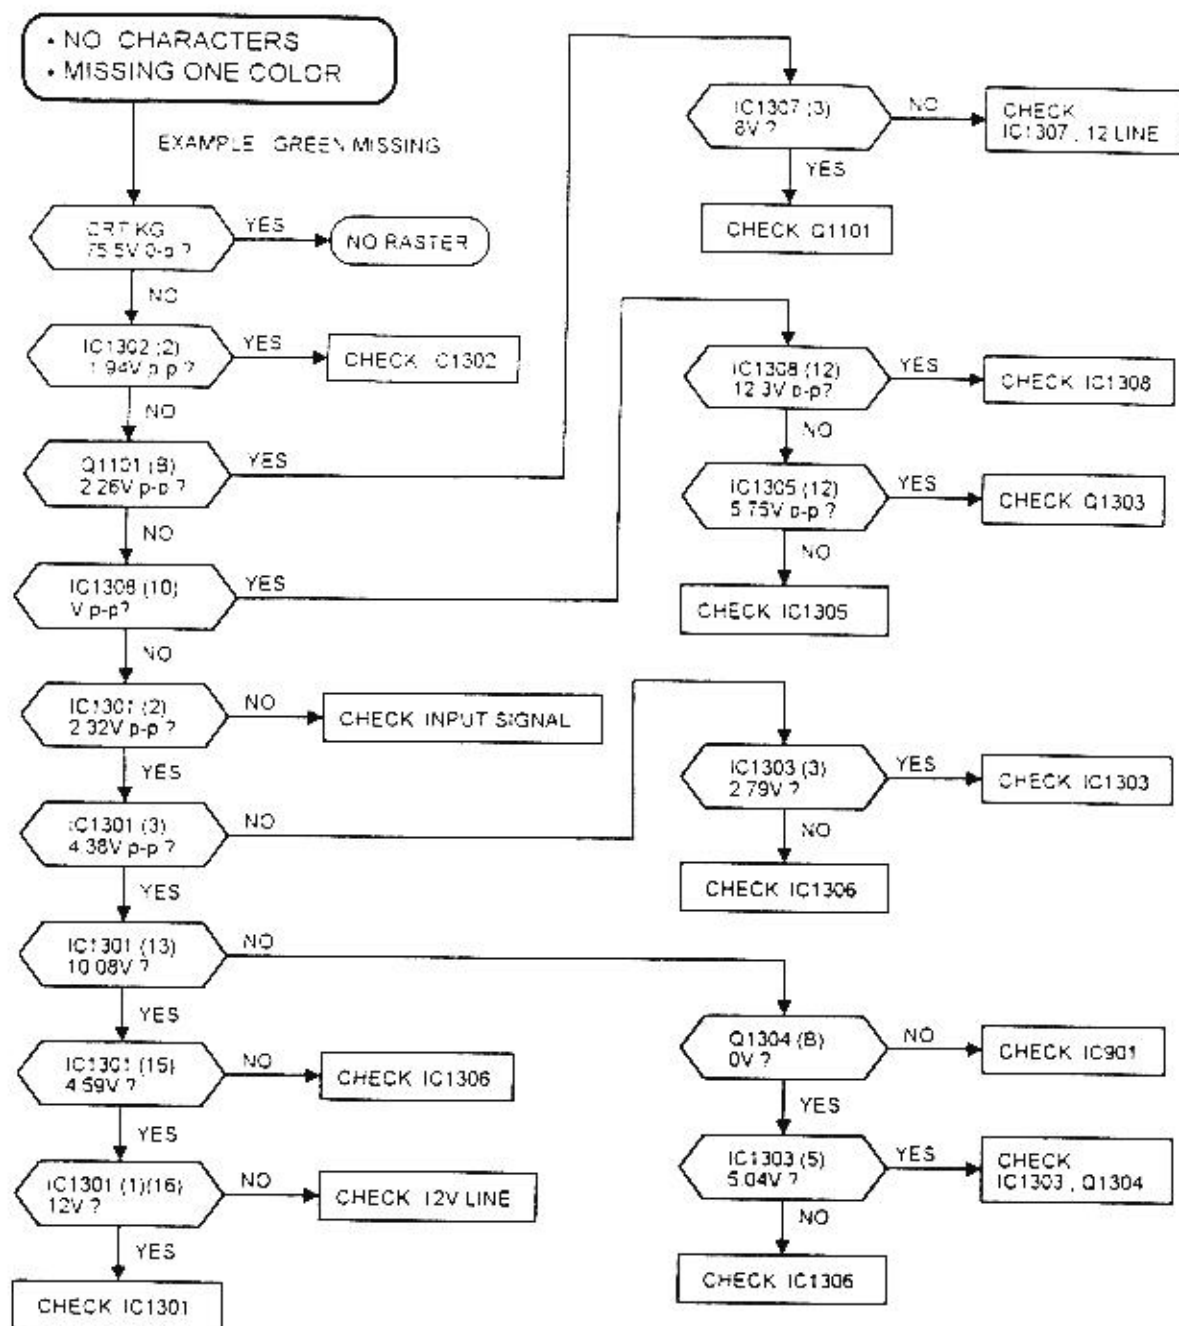 • NO CHARACTERS
• MISSING ONE COLOR
EXAMPLE GREEN MISSING
CRT KG
75.5V 0-p ?
YES
NO RASTER
NO
IC1302 (2)
1.94V p-p ?
YES
CHECK IC1302
NO
Q1101 (B)
2.26V p-p ?
YES
NO
IC1308 (10)
V p-p?
YES
NO
IC1301 (2)
2.32V p-p ?
NO
CHECK INPUT SIGNAL
YES
IC1301 (3)
4.38V p-p ?
NO
YES
IC1301 (13)
10.08V ?
NO
YES
IC1301 (15)
4.59V ?
NO
CHECK IC1306
YES
IC1301 (1)(16)
12V ?
NO
CHECK 12V LINE
YES
CHECK IC1301
IC1307 (3)
8V ?
NO
CHECK
IC1307 , 12 LINE
YES
CHECK Q1101
IC1308 (12)
12.3V p-p?
YES
CHECK IC1308
NO
IC1305 (12)
5.75V p-p ?
YES
CHECK Q1303
NO
CHECK IC1305
IC1303 (3)
2.79V ?
YES
CHECK IC1303
NO
CHECK IC1306
Q1304 (B)
0V ?
NO
CHECK IC901
YES
IC1303 (5)
5.04V ?
YES
CHECK
IC1303 , Q1304
NO
CHECK IC1306